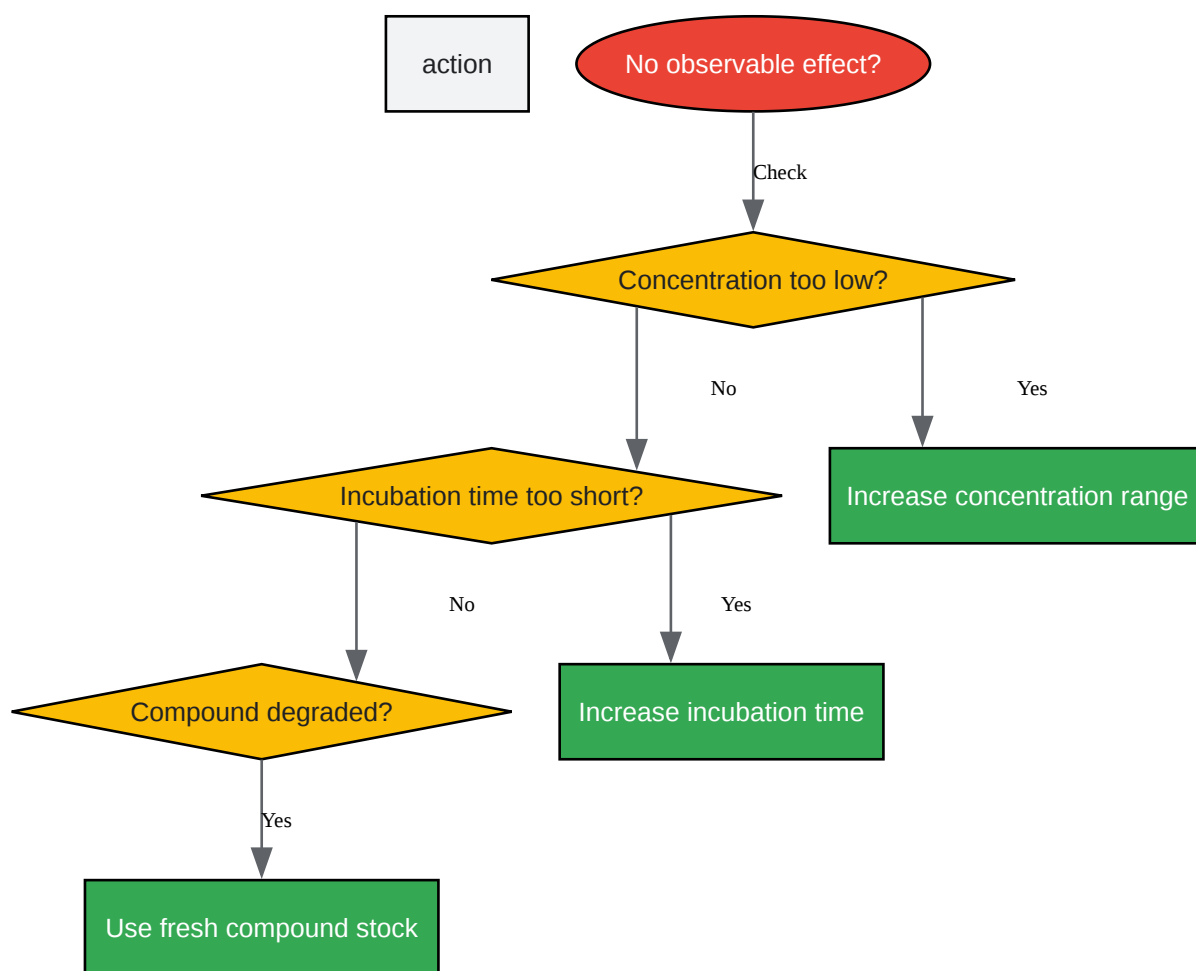 action
No observable effect?
Check
Concentration too low?
No
Yes
Incubation time too short?
Increase concentration range
No
Yes
Compound degraded?
Increase incubation time
Yes
Use fresh compound stock